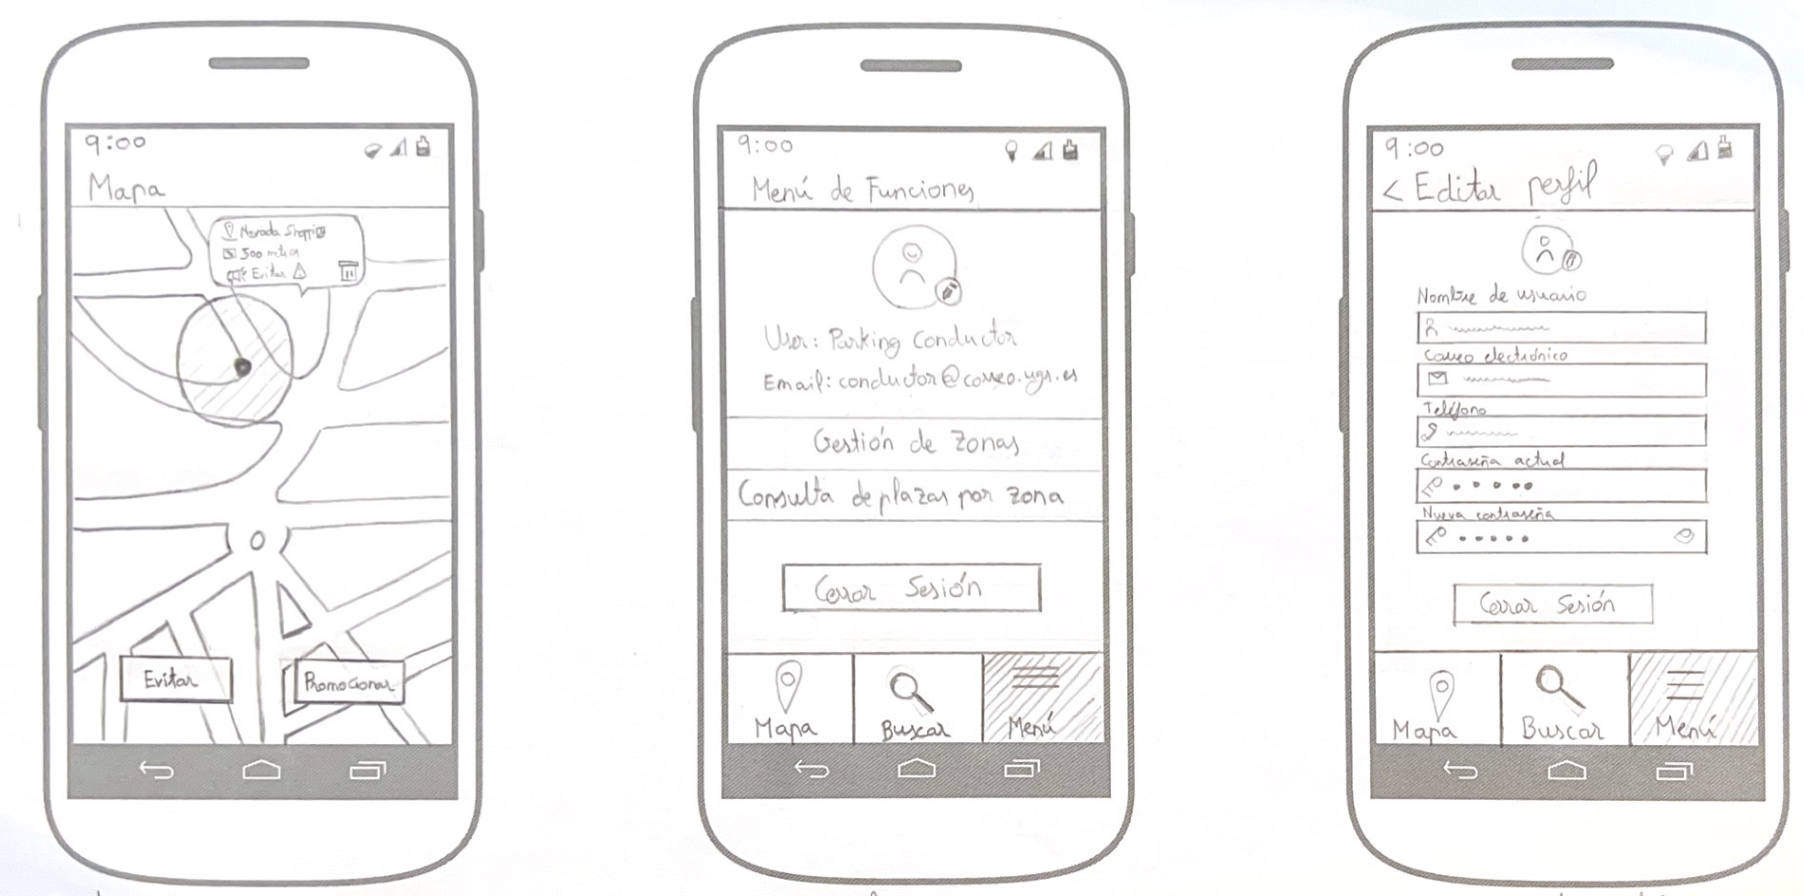 9:00
Mapa
Nevada Shopping
500 metros
Evitar
Evitar
Promocionar
9:00
Menú de Funciones
User: Parking Conductor
Email: conductor@correo.ugr.es
Gestión de Zonas
Consulta de plazas por zona
Cerrar Sesión
Mapa
Buscar
Menú
9:00
< Editar perfil
Nombre de usuario
Correo electrónico
Teléfono
Contraseña actual
Nueva contraseña
Cerrar Sesión
Mapa
Buscar
Menú